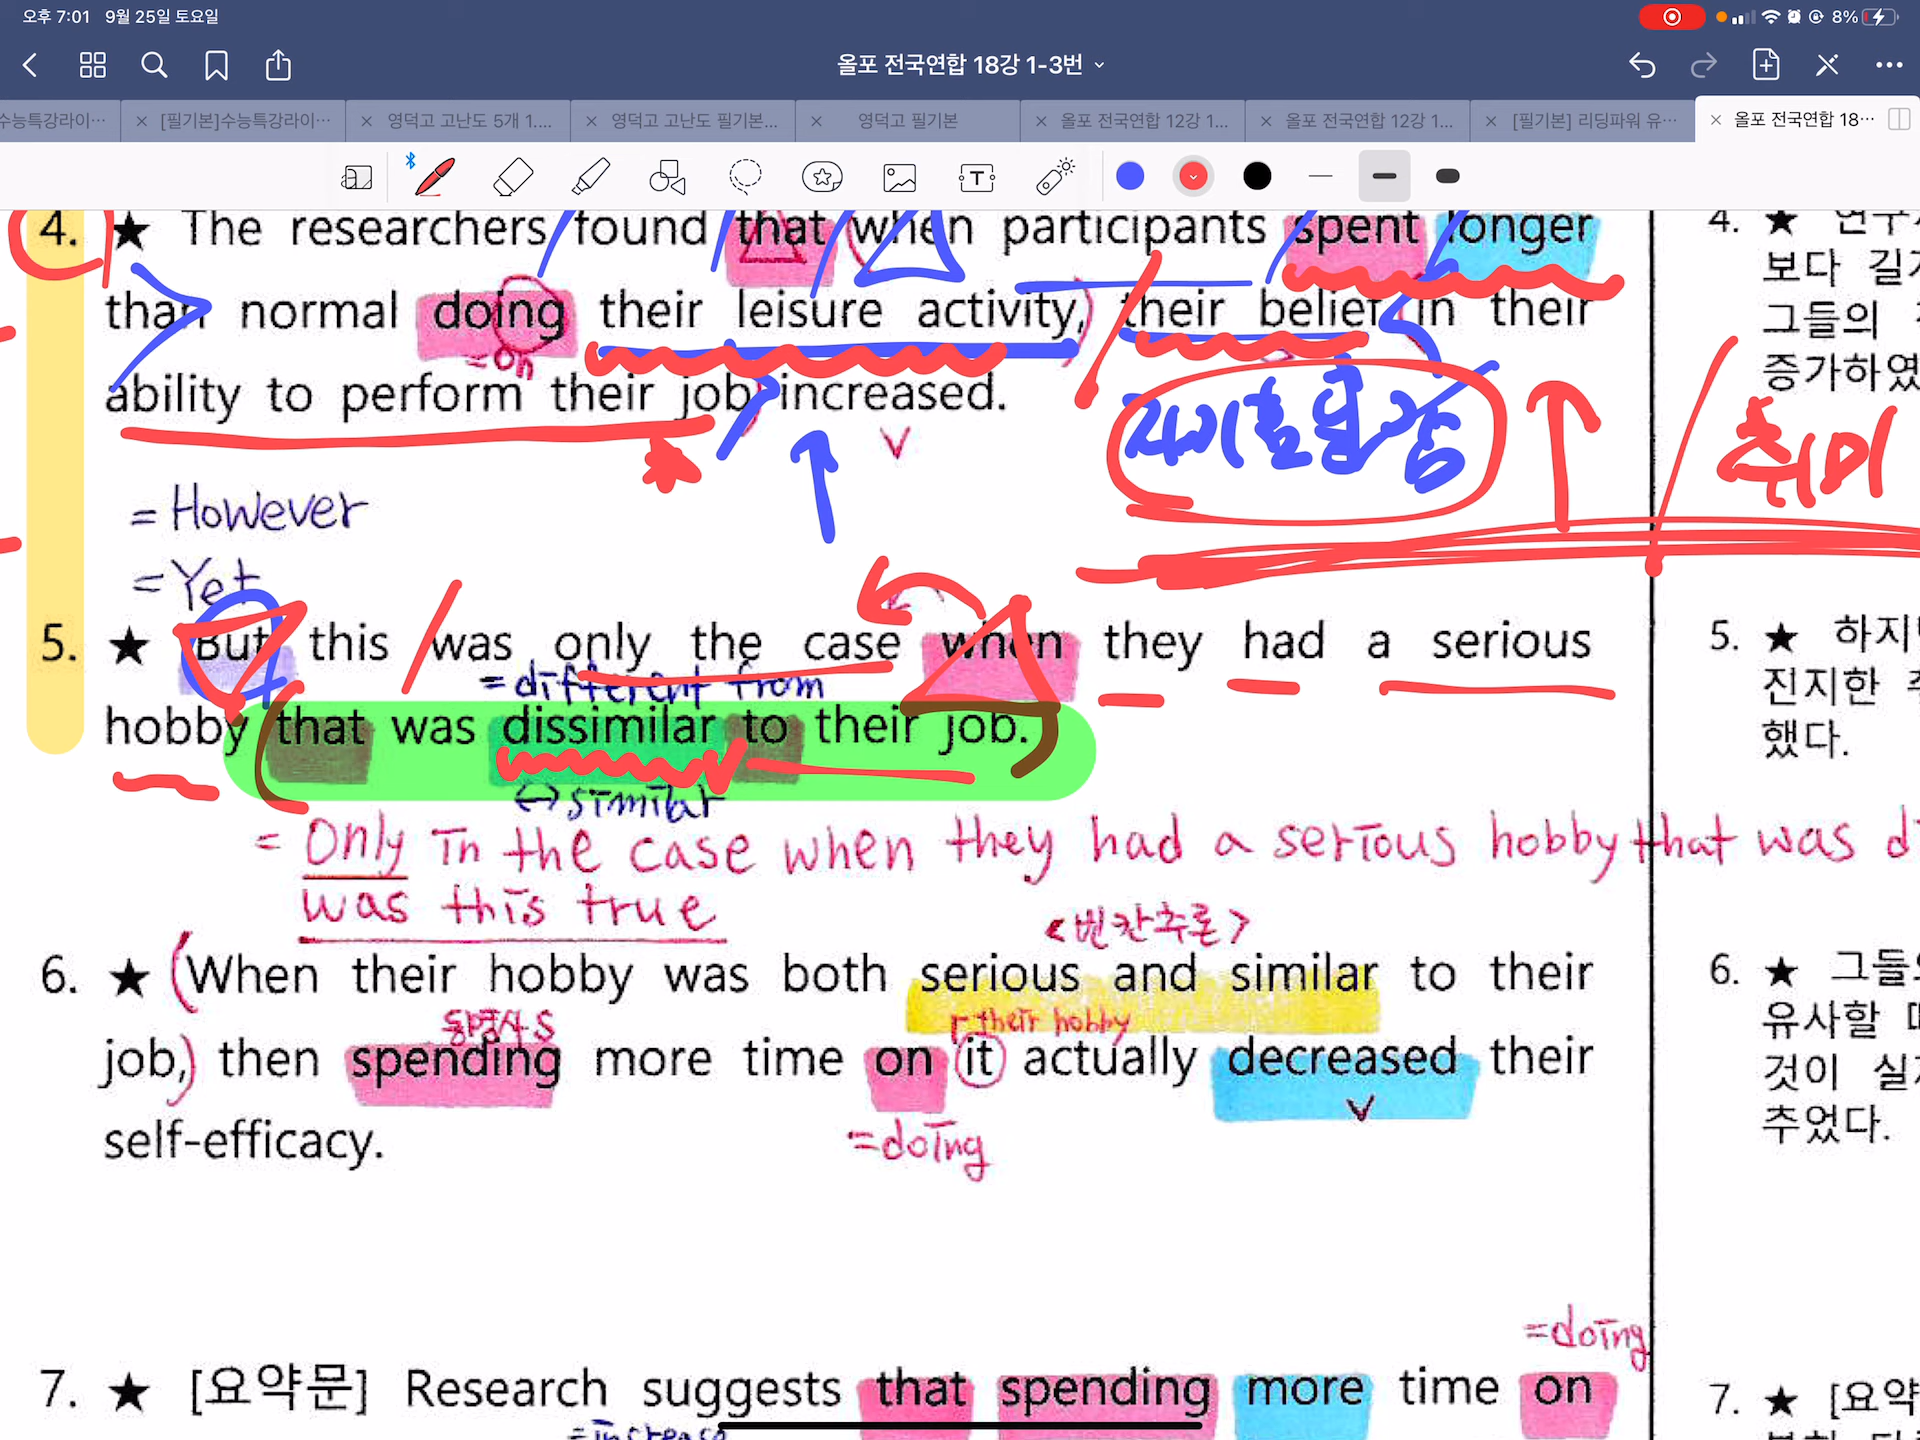 오후 7:01 9월 25일 토요일
8%
올포 전국연합 18강 1-3번
수능특강라이···
× [필기본]수능특강라이···
× 영덕고 고난도 5개 1....
× 영덕고 고난도 필기본...
× 영덕고 필기본
× 올포 전국연합 12강 1...
× 올포 전국연합 12강 1...
× [필기본] 리딩파워 유···
× 올포 전국연합 18···
4. ★ The researchers found that when participants spent longer
than normal doing their leisure activity, their belief in their
= on
ability to perform their job increased.
자기효능감
취미
= However
= Yet
5. ★ But this was only the case when they had a serious
= different from
hobby that was dissimilar to their job.
↔ similar
= Only in the case when they had a serious hobby that was
was this true
<빈칸추론>
6. ★ (When their hobby was both serious and similar to their
동명사 S
their hobby
job,) then spending more time on it actually decreased their
v
self-efficacy.
= doing
= doing
7. ★ [요약문] Research suggests that spending more time on
= increase
4. ★
보다
그들의
증가하였
5. ★
진지한
했다.
6. ★
유사할
것이
추었다.
7. ★ [요약